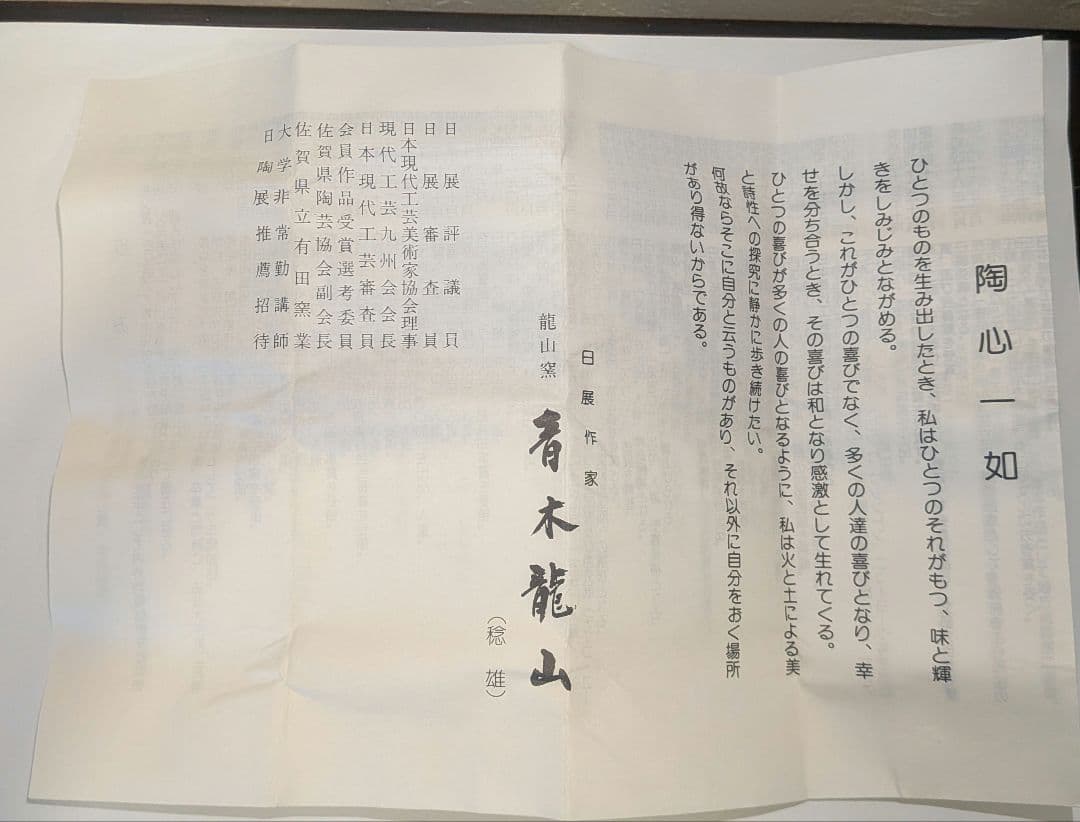 陶心一如
ひとつのものを生み出したとき、私はひとつのそれがもつ、味と輝
きをしみじみとながめる。
しかし、これがひとつの喜びでなく、多くの人達の喜びとなり、幸
せを分ち合うとき、その喜びは和となり感激として生れてくる。
ひとつの喜びが多くの人の喜びとなるように、私は火と土による美
と詩性への探究に静かに歩き続けたい。
何故ならそこに自分と云うものがあり、それ以外に自分をおく場所
があり得ないからである。
日展作家
龍山窯 青木龍山
(稔雄)
日展評議員
日展審査員
日本現代工芸美術家協会理事
現代工芸九州会会長
日本現代工芸審査員
会員作品受賞選考委員
佐賀県陶芸協会副会長
佐賀県立有田窯業
大学非常勤講師
日陶展推薦招待